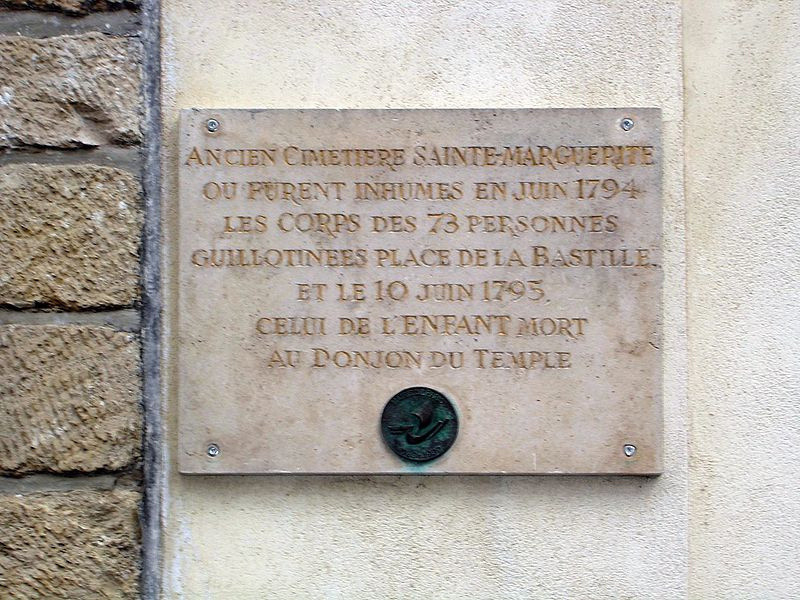 ANCIEN CIMETIERE SAINTE-MARGUERITE
OU FURENT INHUMES EN JUIN 1794
LES CORPS DES 73 PERSONNES
GUILLOTINEES PLACE DE LA BASTILLE
ET LE 10 JUIN 1795,
CELUI DE L'ENFANT MORT
AU DONJON DU TEMPLE